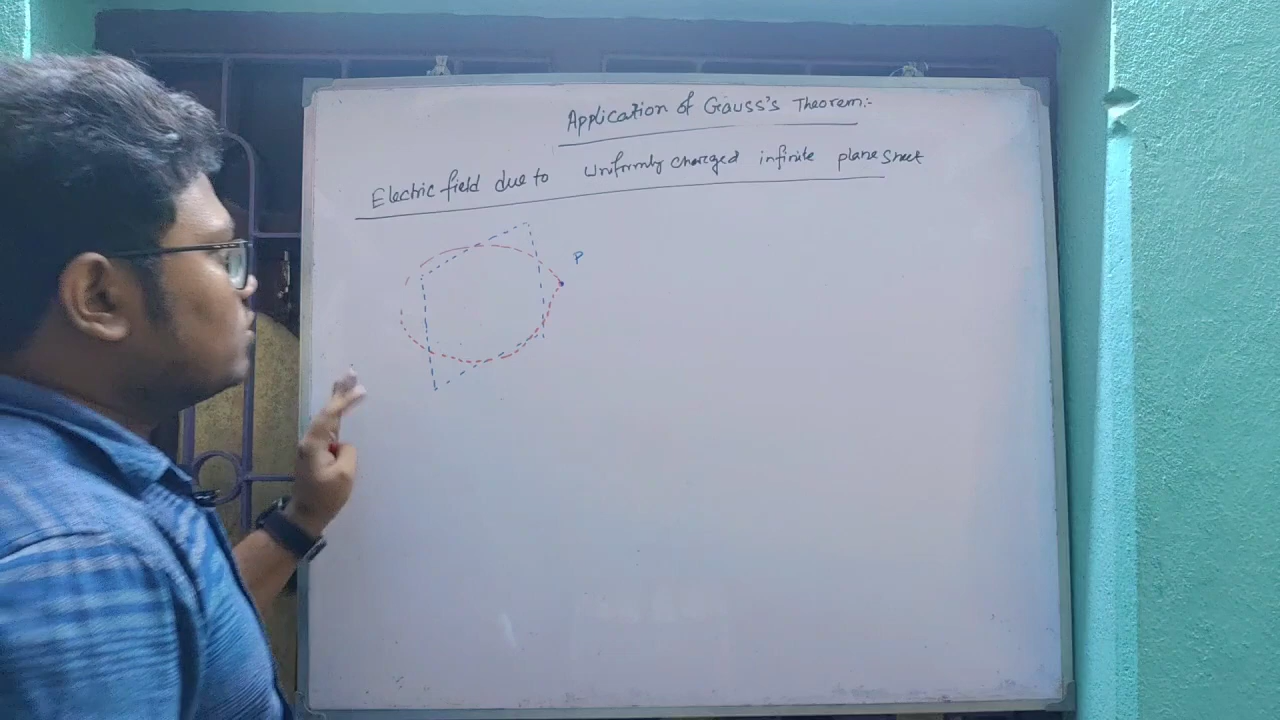 Application of Gauss's Theorem:-
Electric field due to Uniformly charged infinite plane sheet
P